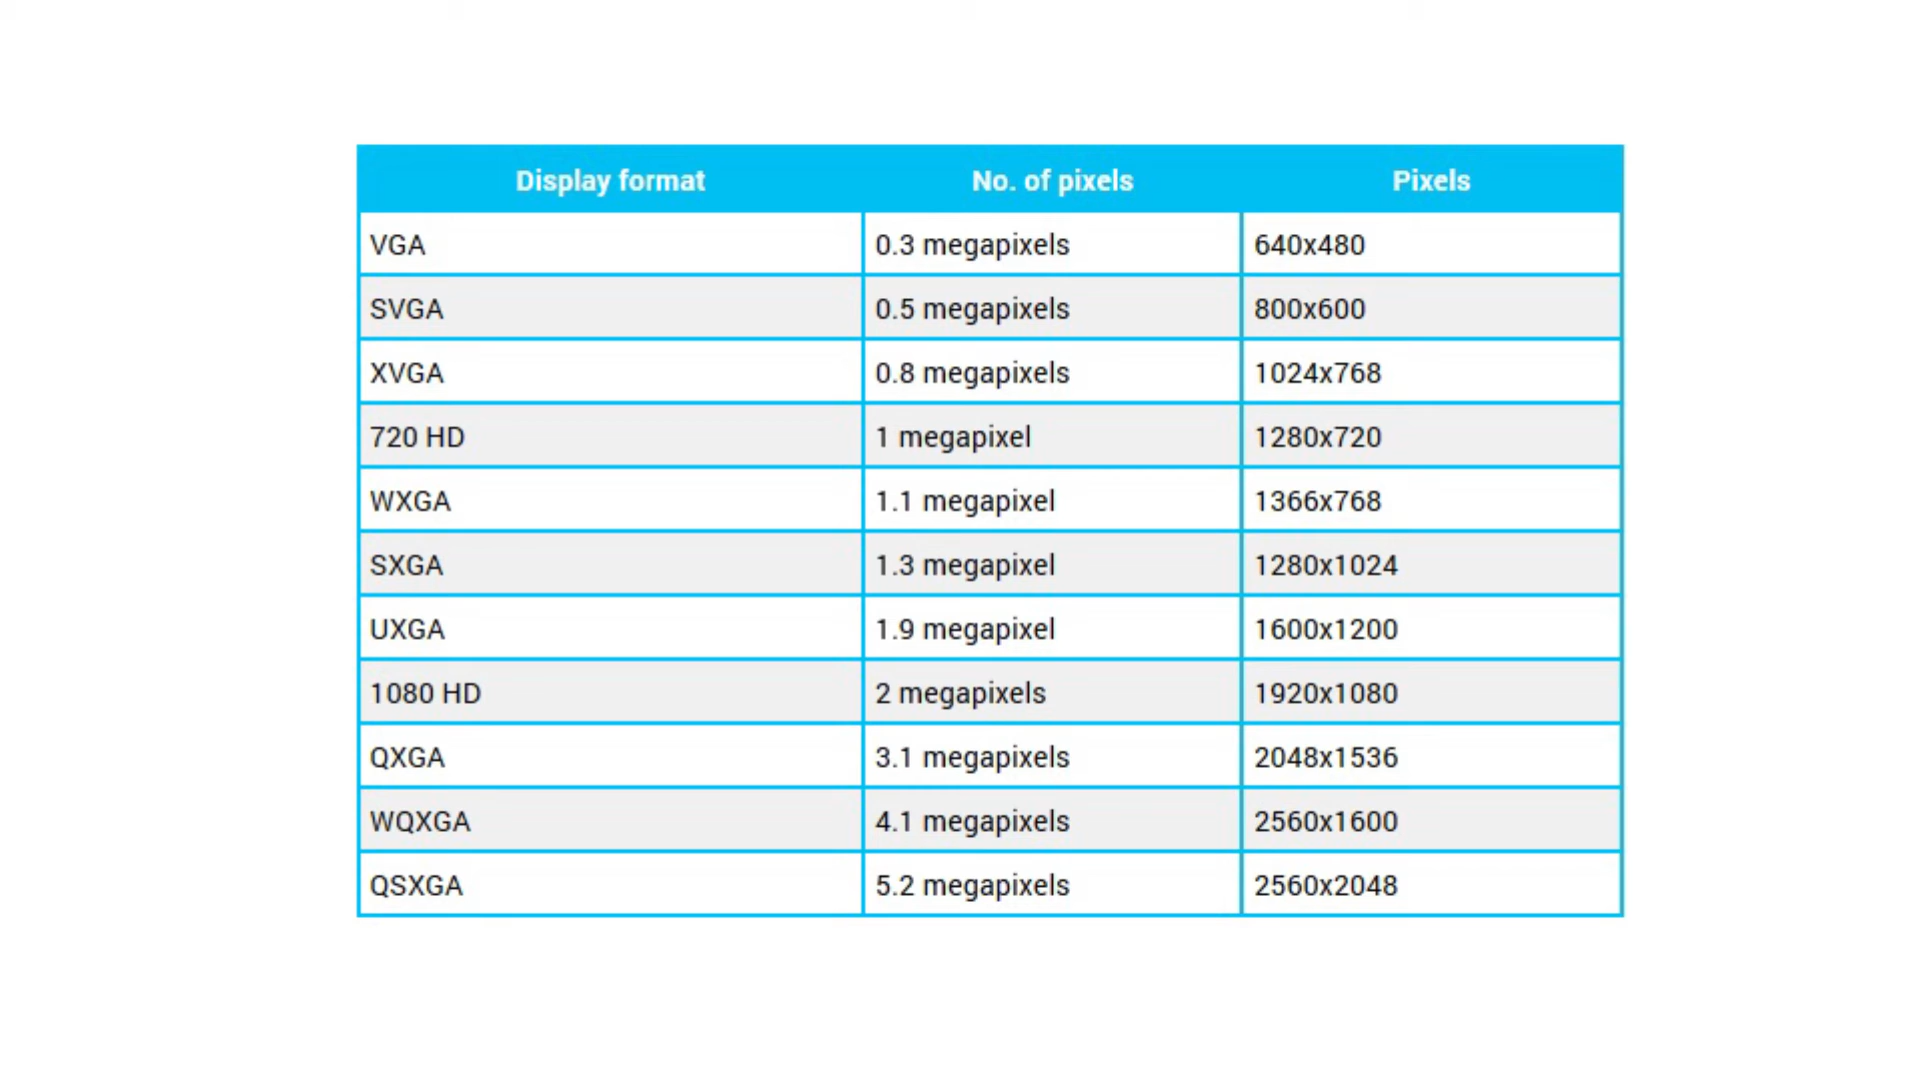 Display format No. of pixels Pixels
VGA 0.3 megapixels 640x480
SVGA 0.5 megapixels 800x600
XVGA 0.8 megapixels 1024x768
720 HD 1 megapixel 1280x720
WXGA 1.1 megapixel 1366x768
SXGA 1.3 megapixel 1280x1024
UXGA 1.9 megapixel 1600x1200
1080 HD 2 megapixels 1920x1080
QXGA 3.1 megapixels 2048x1536
WQXGA 4.1 megapixels 2560x1600
QSXGA 5.2 megapixels 2560x2048